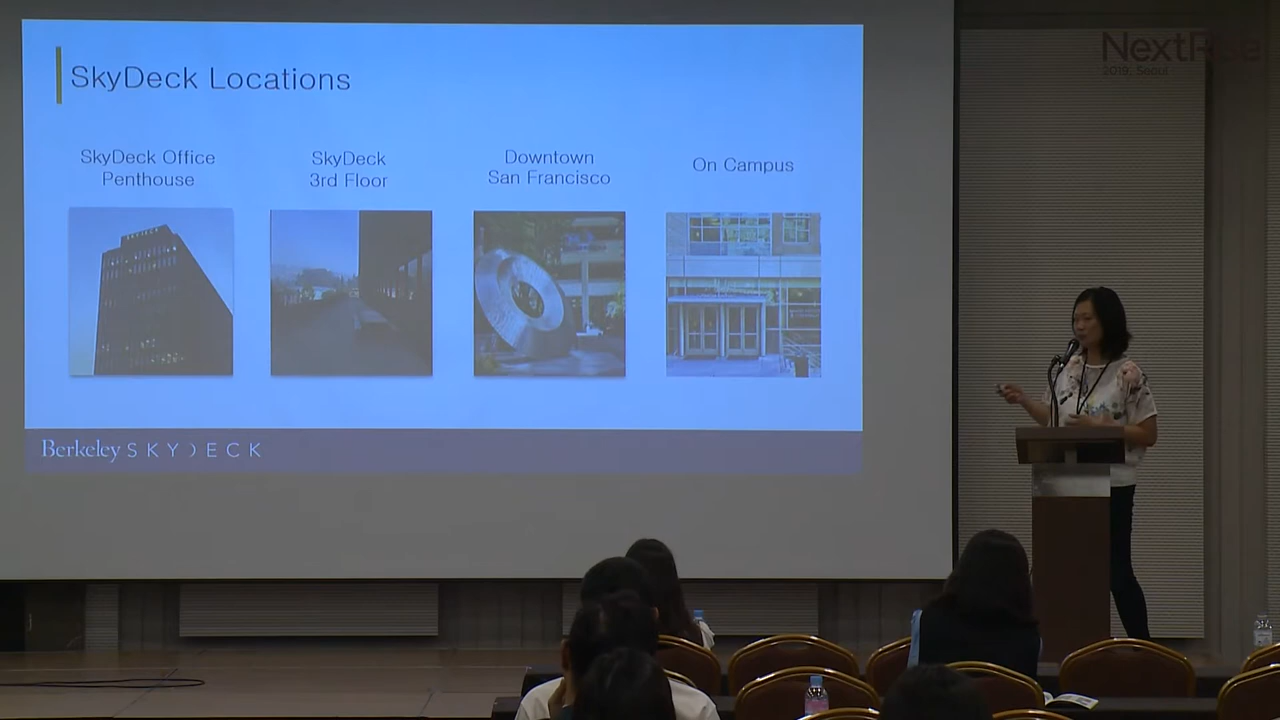 SkyDeck Locations
SkyDeck Office
Penthouse
SkyDeck
3rd Floor
Downtown
San Francisco
On Campus
Berkeley SKYDECK
NextRise
2019, Seoul